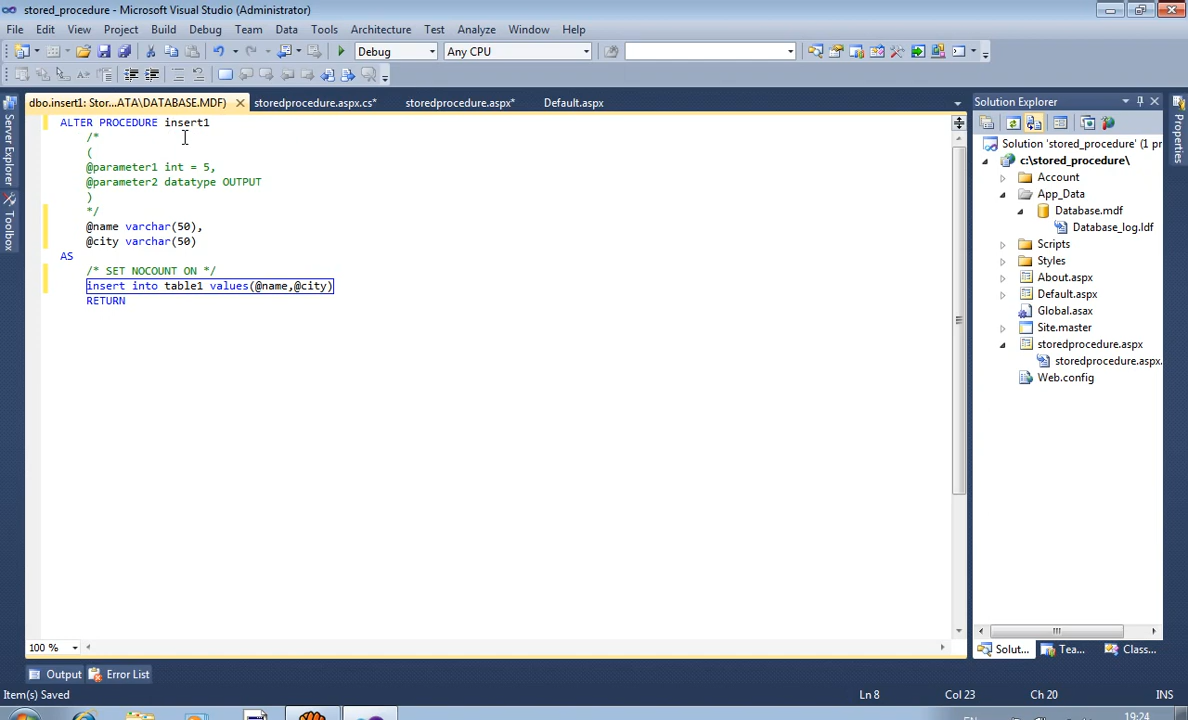 stored_procedure - Microsoft Visual Studio (Administrator)
File Edit View Project Build Debug Team Data Tools Architecture Test Analyze Window Help
Debug Any CPU
dbo.insert1: Stor...ATA\DATABASE.MDF) storedprocedure.aspx.cs* storedprocedure.aspx* Default.aspx
Server Explorer
Toolbox
ALTER PROCEDURE insert1
/*
(
@parameter1 int = 5,
@parameter2 datatype OUTPUT
)
*/
@name varchar(50),
@city varchar(50)
AS
/* SET NOCOUNT ON */
insert into table1 values(@name,@city)
RETURN
100 %
Solution Explorer
Solution 'stored_procedure' (1 pr
c:\stored_procedure\
Account
App_Data
Database.mdf
Database_log.ldf
Scripts
Styles
About.aspx
Default.aspx
Global.asax
Site.master
storedprocedure.aspx
storedprocedure.aspx.
Web.config
Solut... Tea... Class...
Properties
Output Error List
Item(s) Saved Ln 8 Col 23 Ch 20 INS
EN 19:24